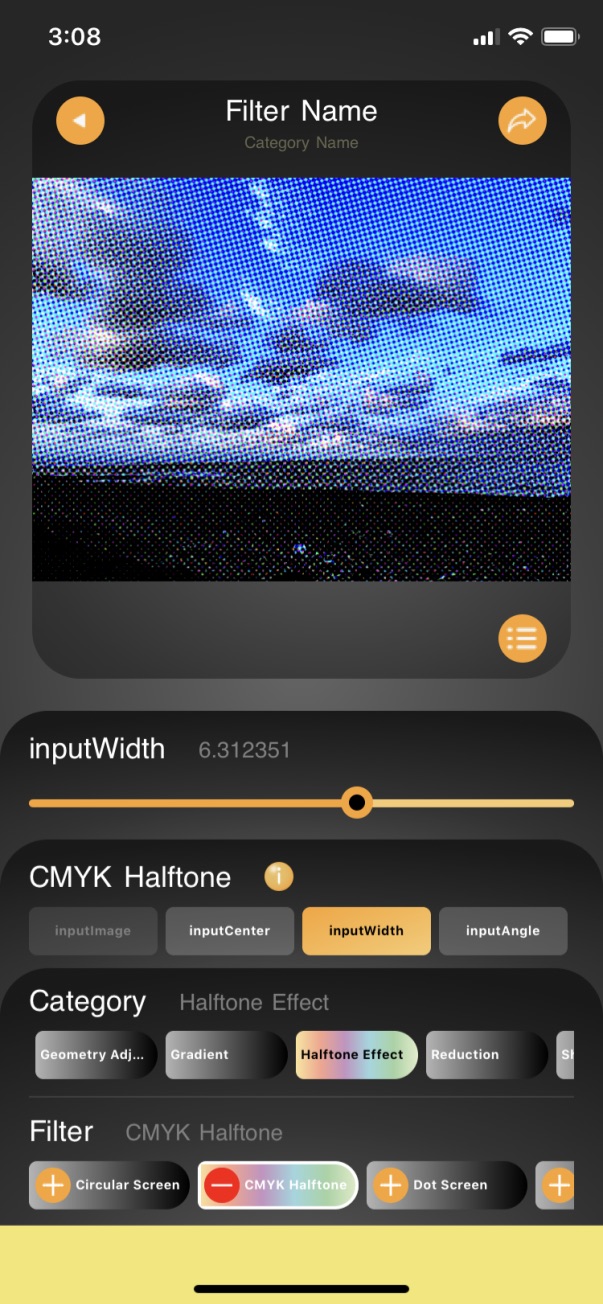 3:08
Filter Name
Category Name
inputWidth 6.312351
CMYK Halftone i
inputImage inputCenter inputWidth inputAngle
Category Halftone Effect
Geometry Adj... Gradient Halftone Effect Reduction
Filter CMYK Halftone
Circular Screen CMYK Halftone Dot Screen